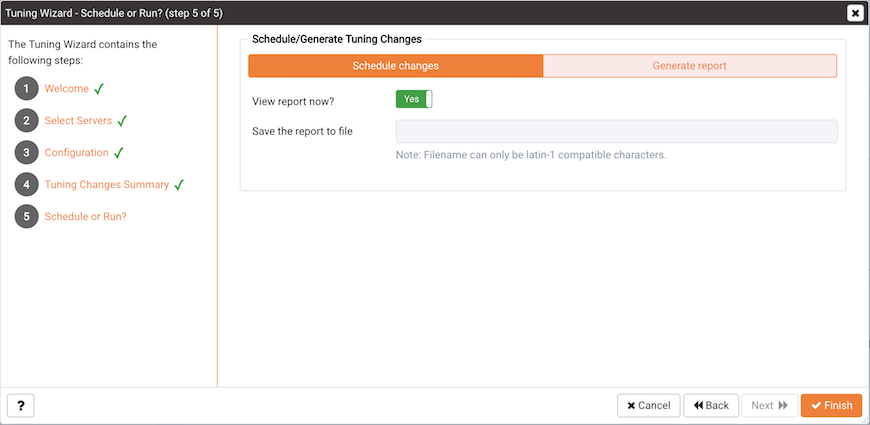 Tuning Wizard - Schedule or Run? (step 5 of 5)
The Tuning Wizard contains the
following steps:
1 Welcome
2 Select Servers
3 Configuration
4 Tuning Changes Summary
5 Schedule or Run?
Schedule/Generate Tuning Changes
Schedule changes Generate report
View report now? Yes
Save the report to file
Note: Filename can only be latin-1 compatible characters.
? Cancel Back Next Finish